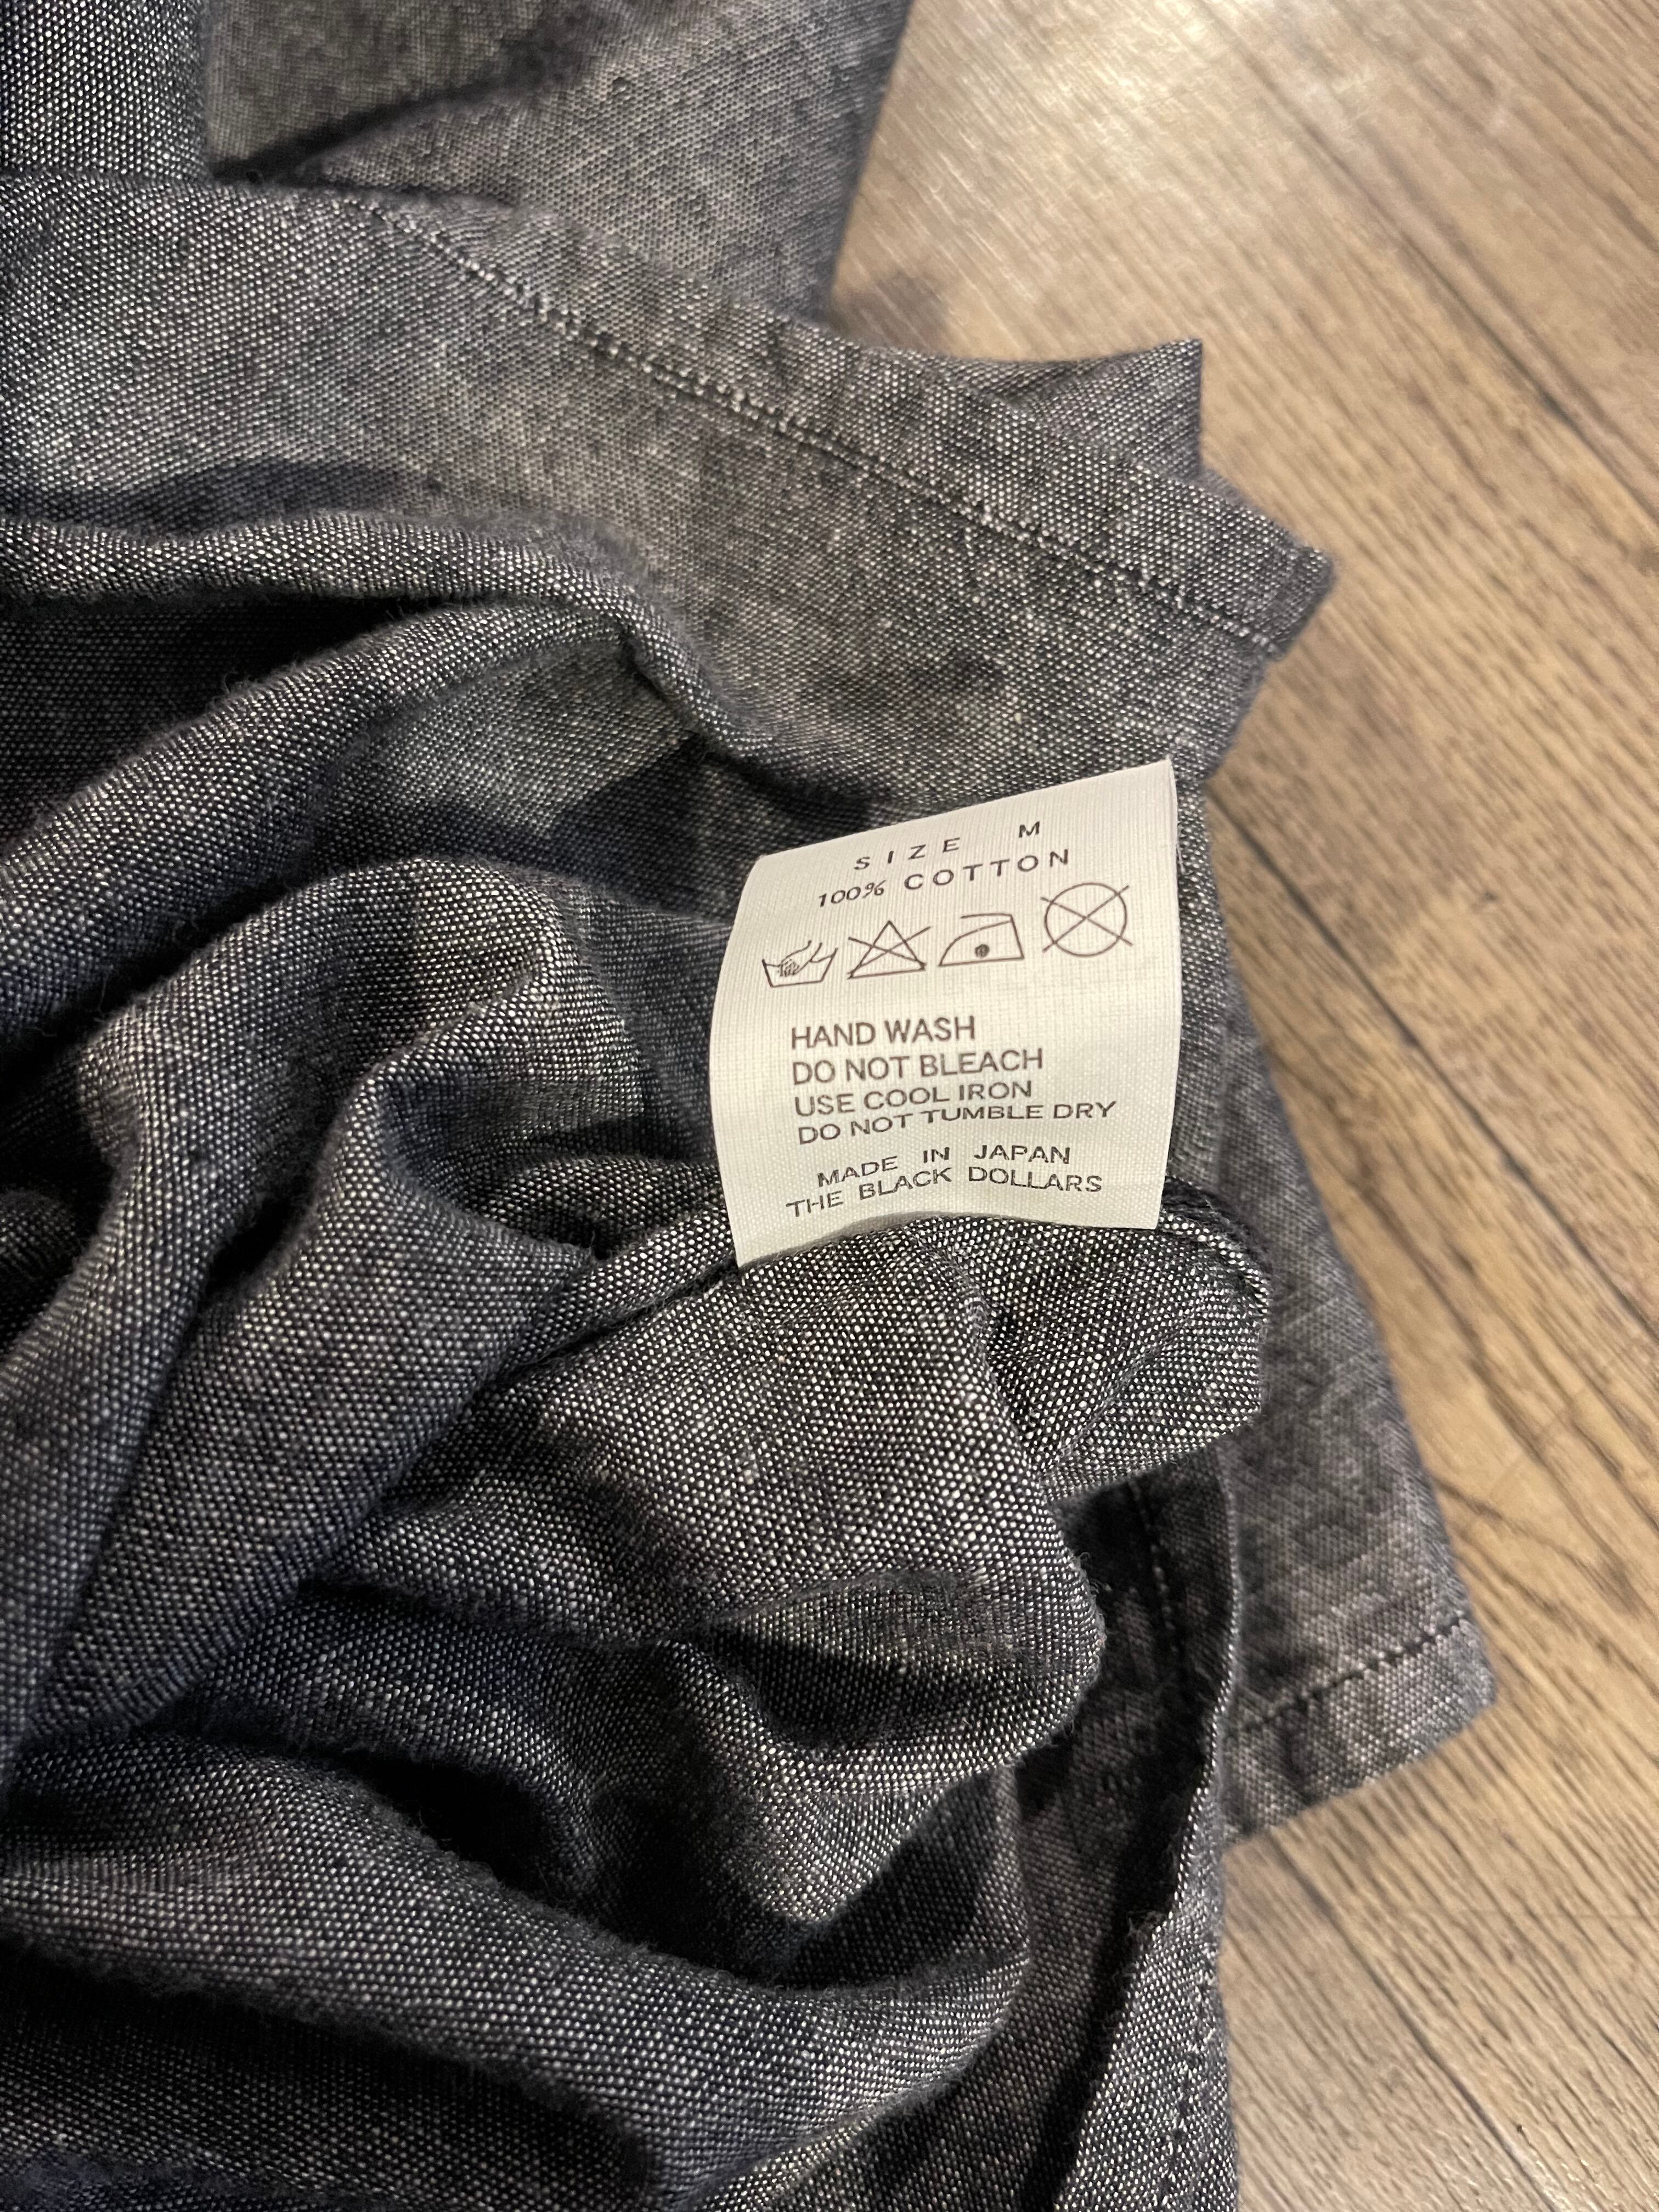 SIZE M
100% COTTON
HAND WASH
DO NOT BLEACH
USE COOL IRON
DO NOT TUMBLE DRY
MADE IN JAPAN
THE BLACK DOLLARS